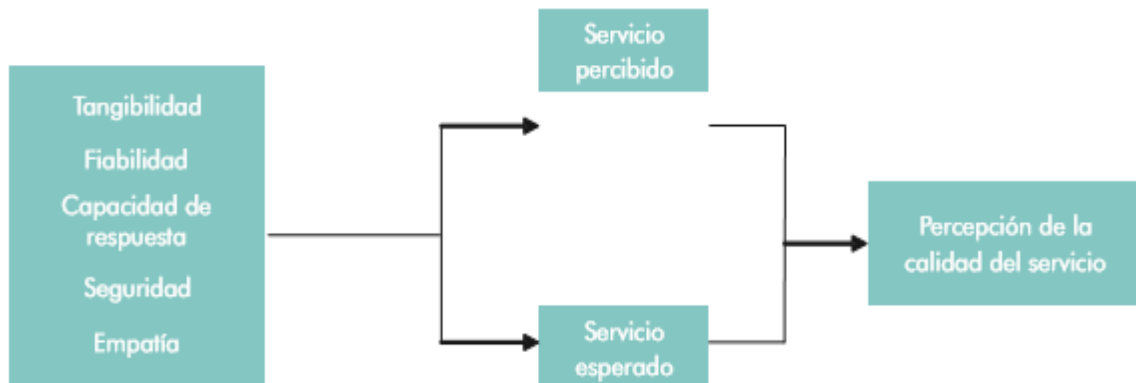 Tangibilidad
Fiabilidad
Capacidad de
respuesta
Seguridad
Empatía
Servicio
percibido
Servicio
esperado
Percepción de la
calidad del servicio